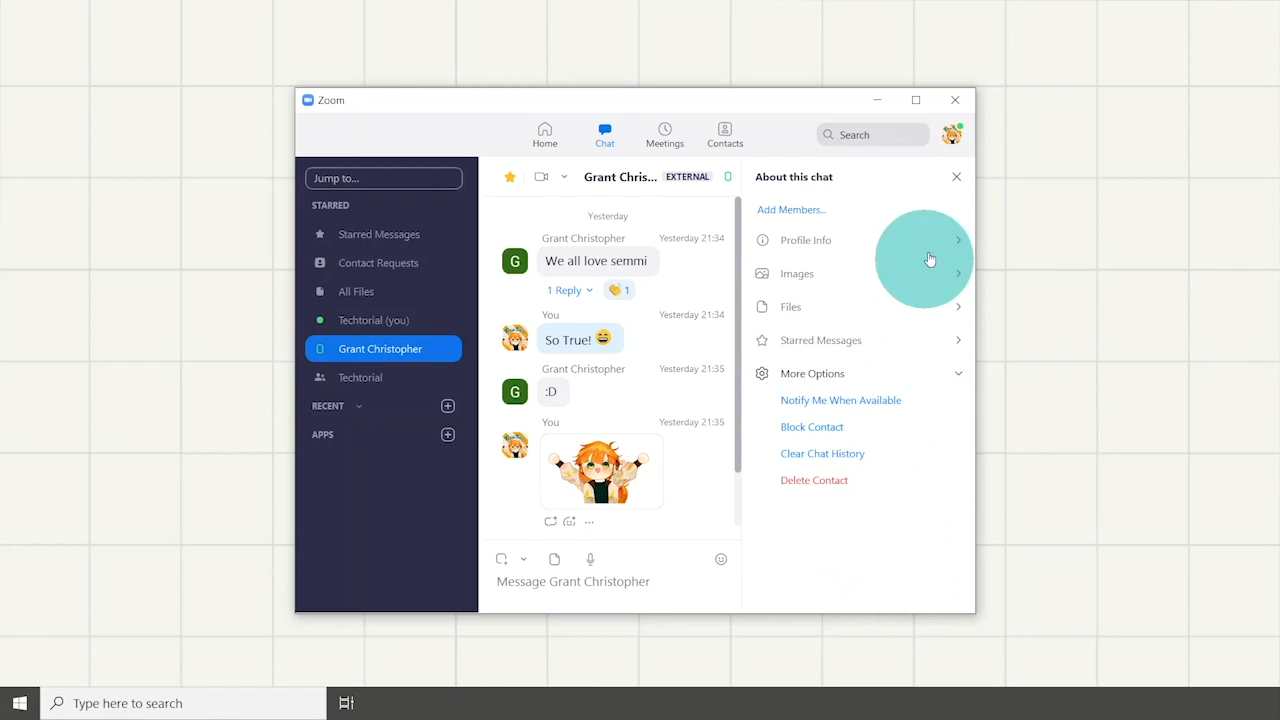 Zoom
Home
Chat
Meetings
Contacts
Search
Jump to...
STARRED
Starred Messages
Contact Requests
All Files
Techtorial (you)
Grant Christopher
Techtorial
RECENT
APPS
Grant Chris... EXTERNAL
Yesterday
Grant Christopher Yesterday 21:34
G
We all love semmi
1 Reply 👏 1
You Yesterday 21:34
So True! 😄
Grant Christopher Yesterday 21:35
G
:D
You Yesterday 21:35
Message Grant Christopher
About this chat
Add Members...
Profile Info
Images
Files
Starred Messages
More Options
Notify Me When Available
Block Contact
Clear Chat History
Delete Contact
Type here to search